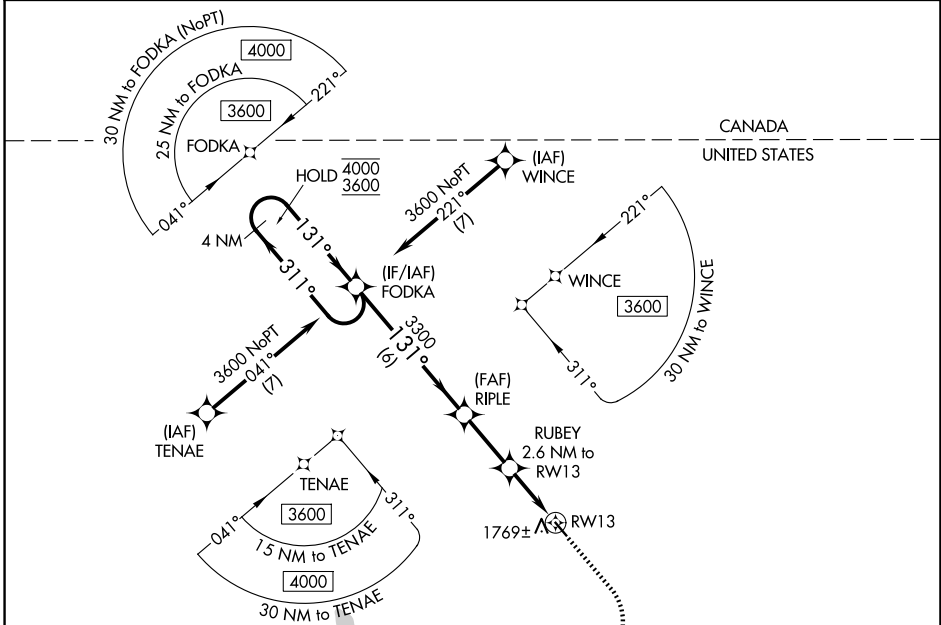 30 NM to FODKA (NoPT)
4000
25 NM to FODKA
3600
221°
FODKA
041°
CANADA
UNITED STATES
HOLD 4000
3600
(IAF)
WINCE
3600 NoPT
221°
(7)
4 NM
131°
311°
(IF/IAF)
FODKA
221°
WINCE
3600
311°
30 NM to WINCE
3300
131°
(6)
3600 NoPT
041°
(7)
(IAF)
TENAE
(FAF)
RIPLE
RUBEY
2.6 NM to
RW13
TENAE
041°
311°
3600
15 NM to TENAE
4000
30 NM to TENAE
1769±
RW13